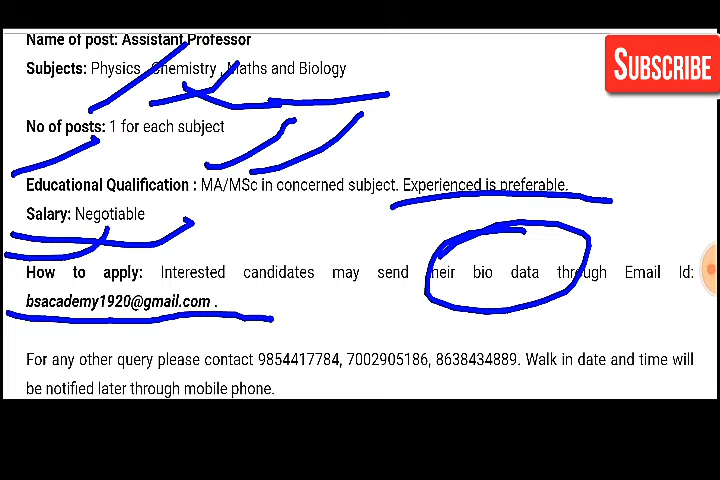 Name of post: Assistant Professor
SUBSCRIBE
Subjects: Physics, Chemistry, Maths and Biology
No of posts: 1 for each subject
Educational Qualification : MA/MSc in concerned subject. Experienced is preferable.
Salary: Negotiable
How to apply: Interested candidates may send their bio data through Email Id:
bsacademy1920@gmail.com .
For any other query please contact 9854417784, 7002905186, 8638434889. Walk in date and time will
be notified later through mobile phone.